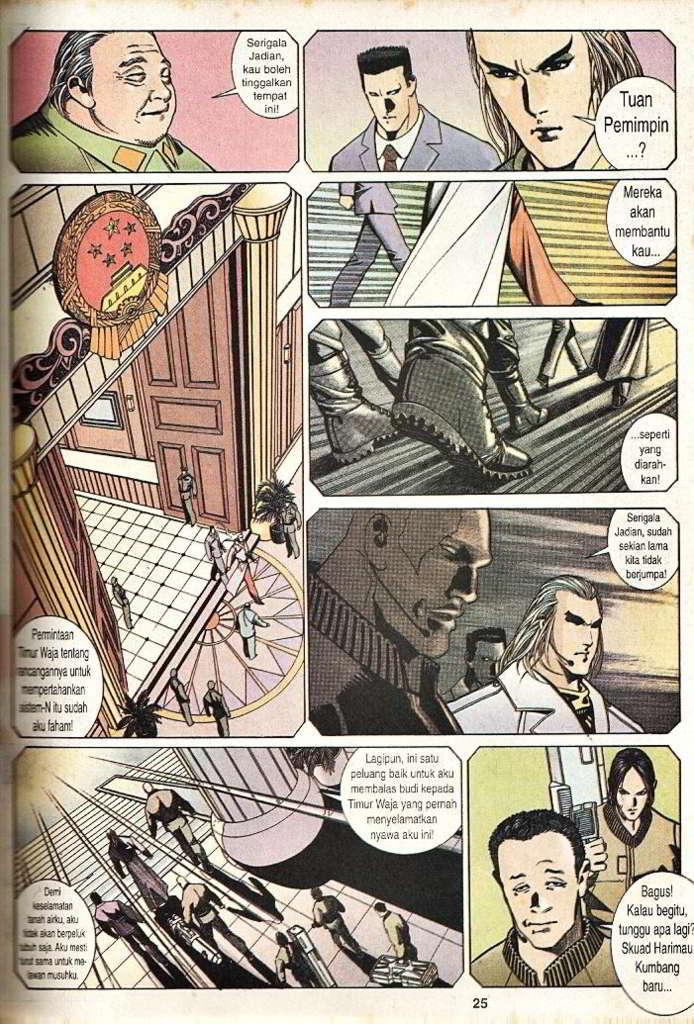 Serigala
Jadian,
kau boleh
tinggalkan
tempat
ini!
Tuan
Pemimpin
...?
Mereka
akan
membantu
kau...
...seperti
yang
diarah-
kan!
Permintaan
Timur Waja tentang
rancangannya untuk
mempertahankan
sistem-N itu sudah
aku faham!
Serigala
Jadian, sudah
sekian lama
kita tidak
berjumpa!
Lagipun, ini satu
peluang baik untuk aku
membalas budi kepada
Timur Waja yang pernah
menyelamatkan
nyawa aku ini!
Demi
keselamatan
tanah airku, aku
tidak akan berpeluk
tubuh saja. Aku mesti
turut sama untuk me-
lawan musuhku.
Bagus!
Kalau begitu,
tunggu apa lagi?
Skuad Harimau
Kumbang
baru...
25